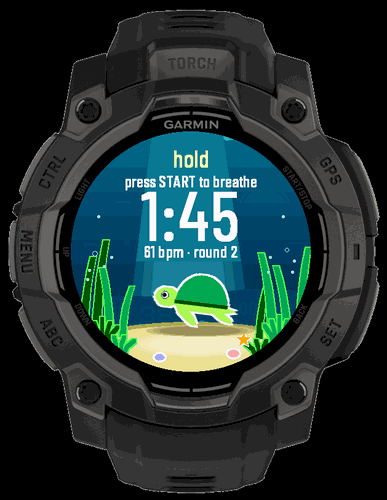 TORCH
GARMIN
CTRL
LIGHT
GPS
START/STOP
hold
press START to breathe
1:45
61 bpm · round 2
MENU
UP
ABC
DOWN
SET
BACK